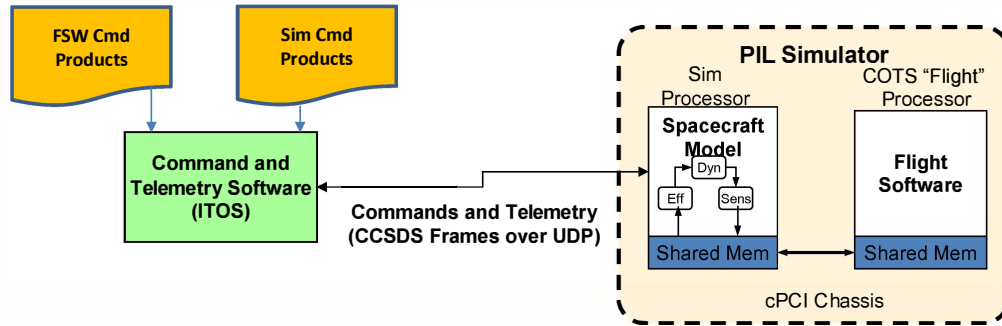 FSW Cmd
Products
Sim Cmd
Products
Command and
Telemetry Software
(ITOS)
Commands and Telemetry
(CCSDS Frames over UDP)
PIL Simulator
Sim
Processor
COTS “Flight”
Processor
Spacecraft
Model
Dyn
Eff
Sens
Shared Mem
Flight
Software
Shared Mem
cPCI Chassis